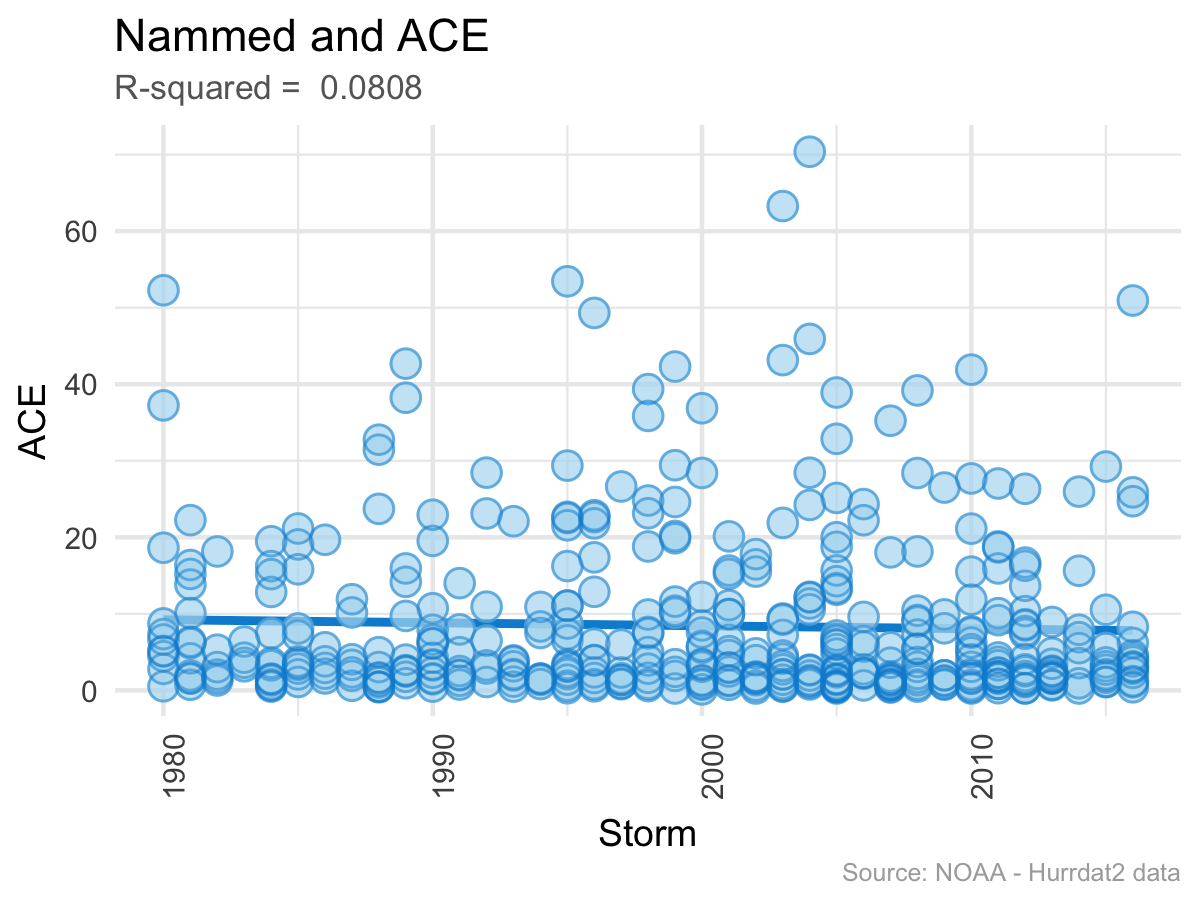 Nammed and ACE
R-squared =  0.0808
60
40
20
0
ACE
1980
1990
2000
2010
Storm
Source: NOAA - Hurrdat2 data